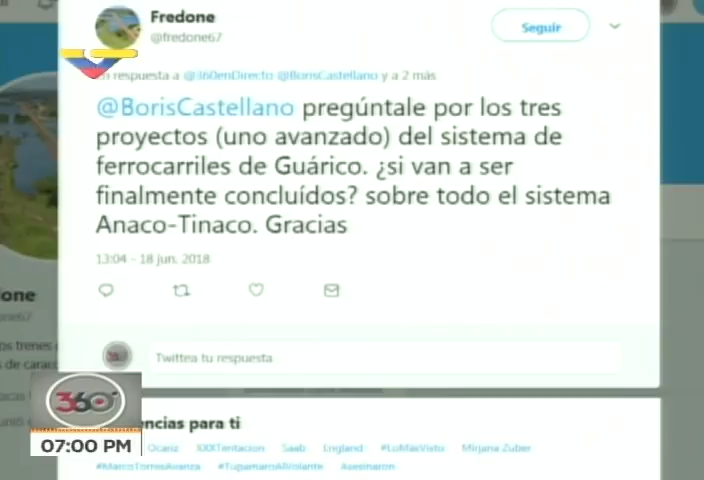 Fredone
@fredone67
Seguir
En respuesta a @360enDirecto @BorisCastellano y a 2 más
@BorisCastellano pregúntale por los tres
proyectos (uno avanzado) del sistema de
ferrocarriles de Guárico. ¿si van a ser
finalmente concluídos? sobre todo el sistema
Anaco-Tinaco. Gracias
13:04 - 18 jun. 2018
Twittea tu respuesta
one
one67
os trenes
s de carac
360°
07:00 PM
encias para ti
Ocariz XXXTentacion Saab England #LoMasVisto Mirjana Zuber
#MarcoTorresAvanza #TupamaroAlVolante Asesinaron